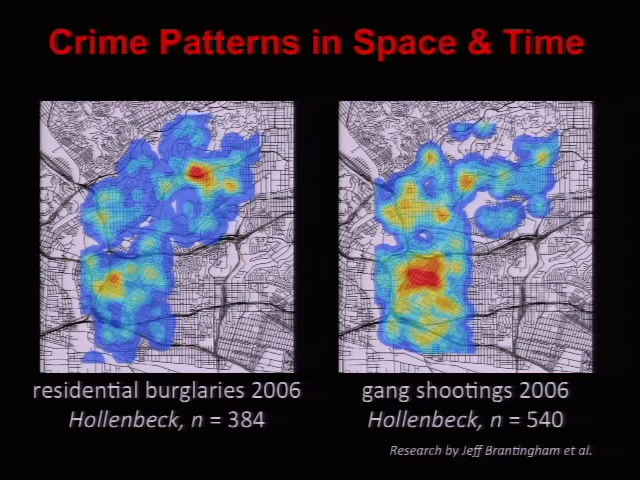 Crime Patterns in Space & Time
residential burglaries 2006
Hollenbeck, n = 384
gang shootings 2006
Hollenbeck, n = 540
Research by Jeff Brantingham et al.